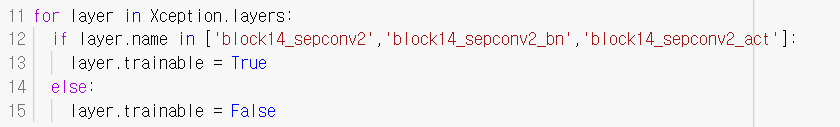 11 for layer in Xception.layers:
12   if layer.name in ['block14_sepconv2','block14_sepconv2_bn','block14_sepconv2_act']:
13     layer.trainable = True
14   else:
15     layer.trainable = False